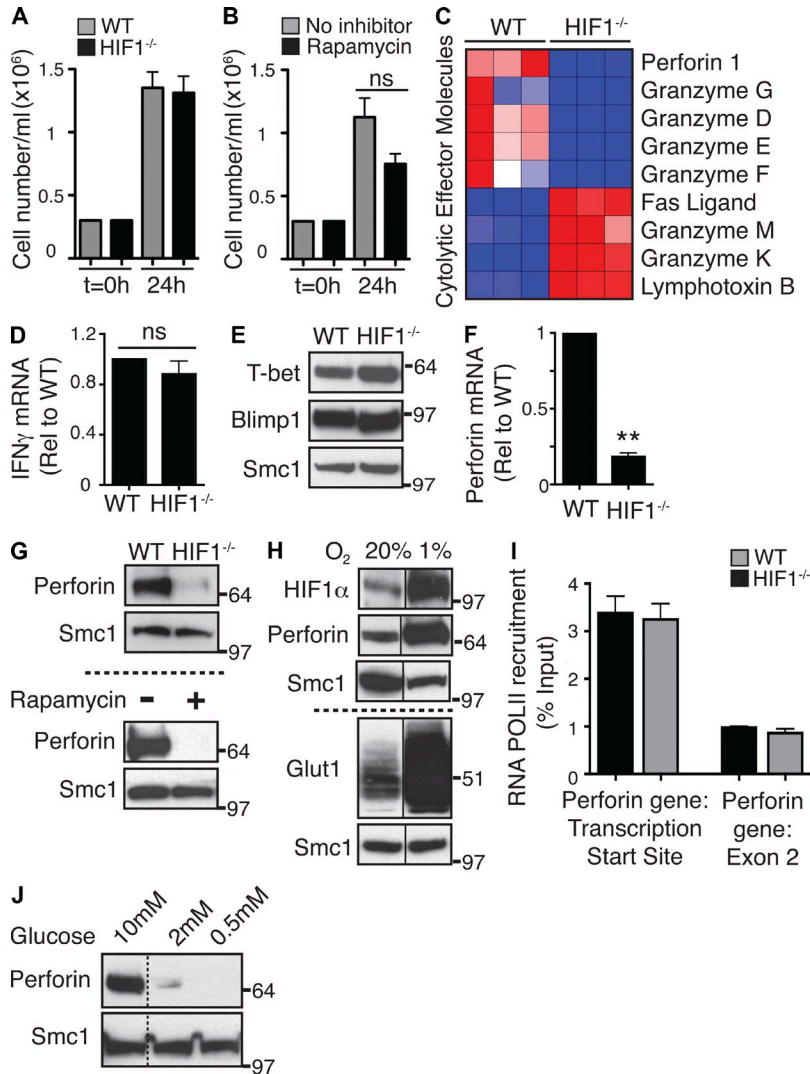 A
WT
HIF1-/-
Cell number/ml (x10⁶)
1.5
1
0.5
0
t=0h
24h
B
No inhibitor
Rapamycin
Cell number/ml (x10⁶)
1.5
1
0.5
0
ns
t=0h
24h
C
WT HIF1-/-
Cytolytic Effector Molecules
Perforin 1
Granzyme G
Granzyme D
Granzyme E
Granzyme F
Fas Ligand
Granzyme M
Granzyme K
Lymphotoxin B
D
IFNγ mRNA
(Rel to WT)
1.2
0.8
0.4
0
ns
WT
HIF1-/-
E
WT HIF1-/-
T-bet
64
Blimp1
97
Smc1
97
F
Perforin mRNA
(Rel to WT)
1
0.5
0
**
WT
HIF1-/-
G
WT HIF1-/-
Perforin
64
Smc1
97
Rapamycin - +
Perforin
64
Smc1
97
H
O₂ 20% 1%
HIF1α
97
Perforin
64
Smc1
97
Glut1
51
Smc1
97
I
WT
HIF1-/-
RNA POLII recruitment
(% Input)
4
3
2
1
0
Perforin gene:
Transcription
Start Site
Perforin
gene:
Exon 2
J
Glucose 10mM 2mM 0.5mM
Perforin
64
Smc1
97